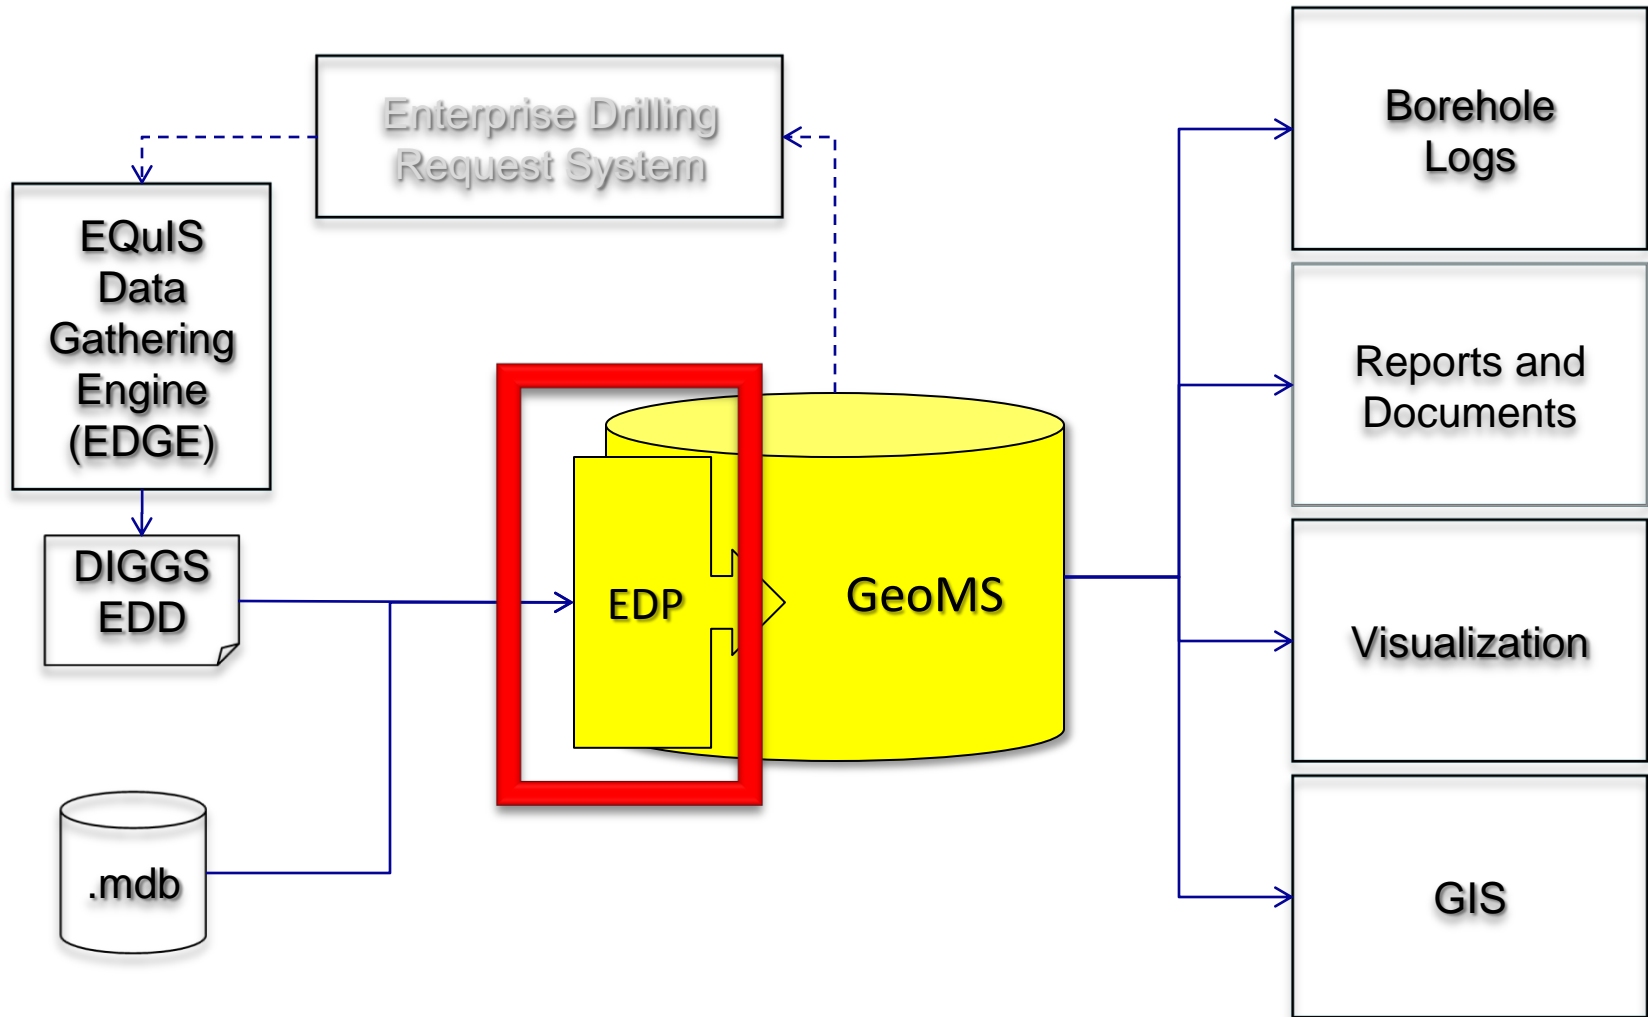 Enterprise Drilling
Request System
EQuIS
Data
Gathering
Engine
(EDGE)
DIGGS
EDD
.mdb
EDP
GeoMS
Borehole
Logs
Reports and
Documents
Visualization
GIS